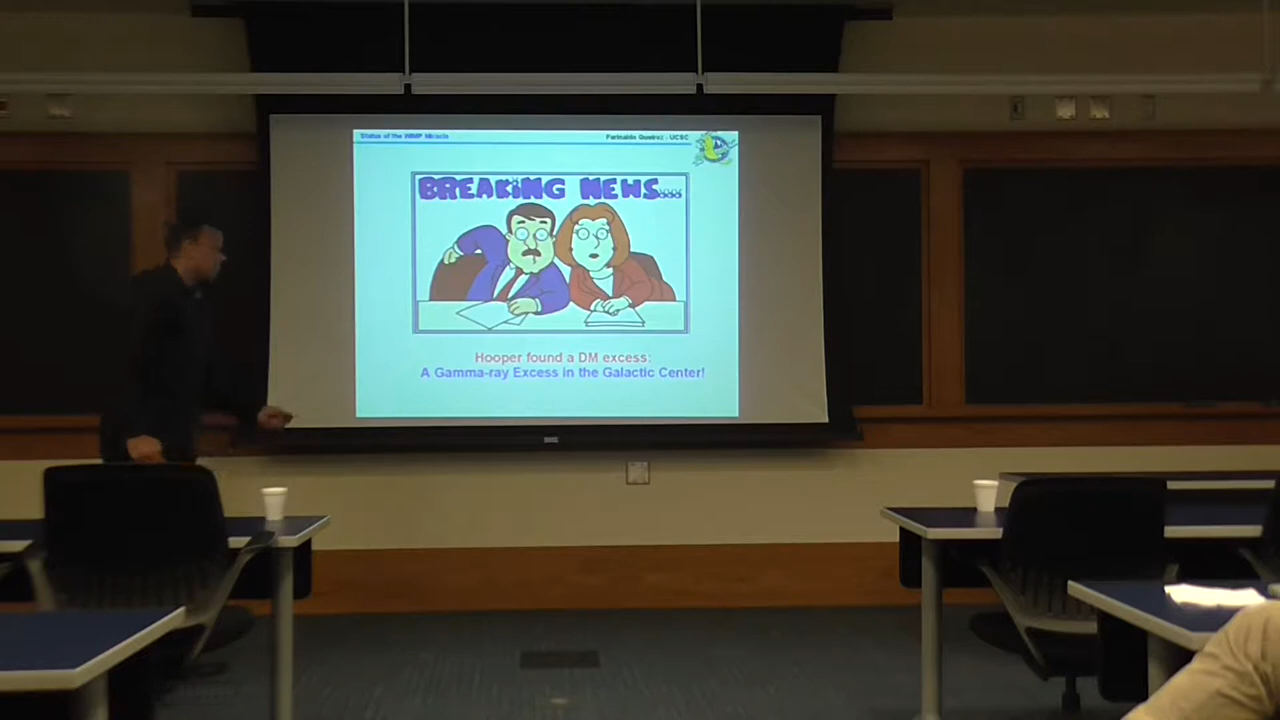 Status of the WIMP Miracle
Farinaldo Queiroz - UCSC
BREAKiNG NEWS...
Hooper found a DM excess:
A Gamma-ray Excess in the Galactic Center!